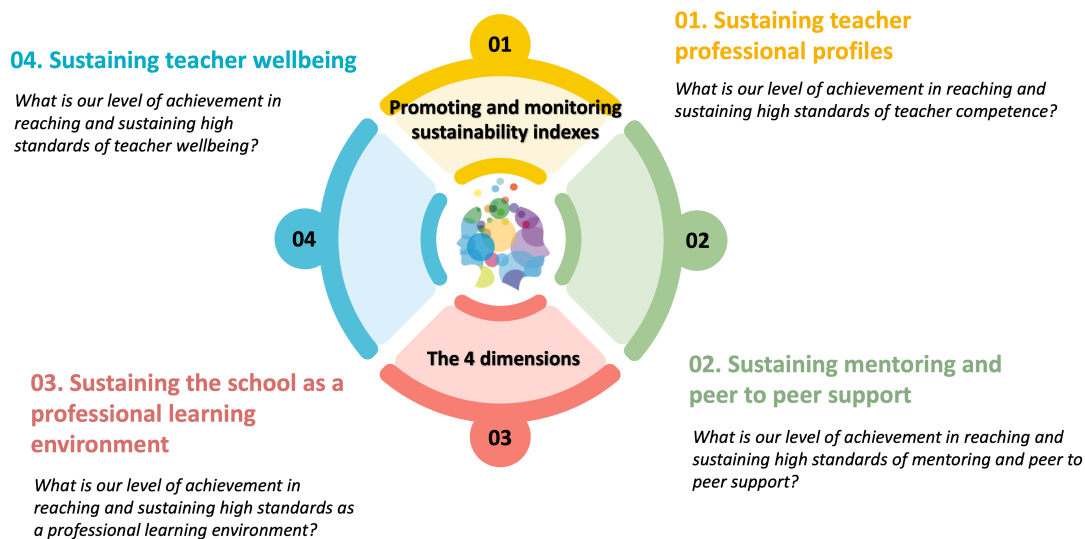 01. Sustaining teacher
professional profiles
What is our level of achievement in reaching and
sustaining high standards of teacher competence?
04. Sustaining teacher wellbeing
What is our level of achievement in
reaching and sustaining high
standards of teacher wellbeing?
01
Promoting and monitoring
sustainability indexes
04
02
The 4 dimensions
03
03. Sustaining the school as a
professional learning
environment
What is our level of achievement in
reaching and sustaining high standards as
a professional learning environment?
02. Sustaining mentoring and
peer to peer support
What is our level of achievement in reaching and
sustaining high standards of mentoring and peer to
peer support?